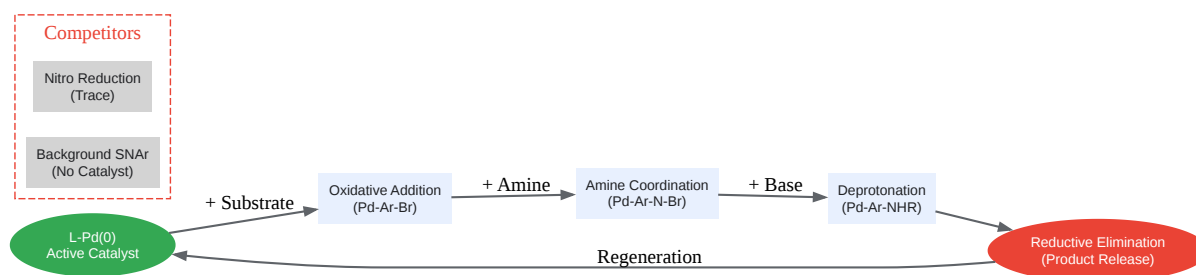 Competitors
Nitro Reduction
(Trace)
Background SNAr
(No Catalyst)
L-Pd(0)
Active Catalyst
+ Substrate
Oxidative Addition
(Pd-Ar-Br)
+ Amine
Amine Coordination
(Pd-Ar-N-Br)
+ Base
Deprotonation
(Pd-Ar-NHR)
Reductive Elimination
(Product Release)
Regeneration